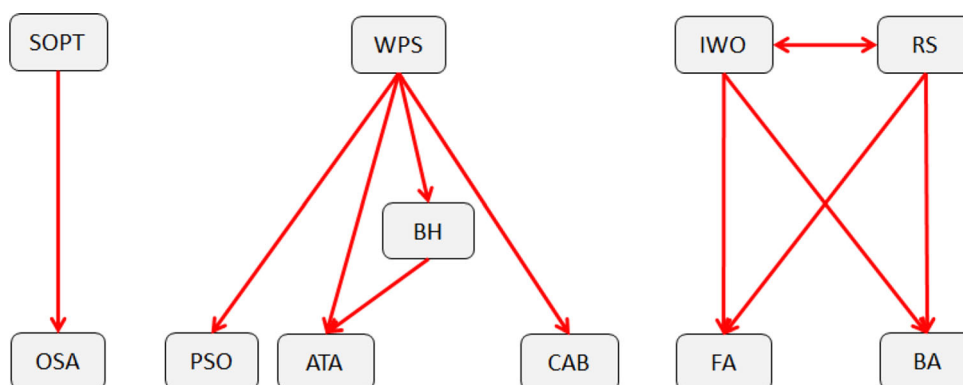 SOPT
WPS
IWO
RS
BH
OSA
PSO
ATA
CAB
FA
BA